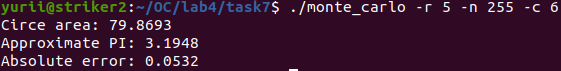 yurii@striker2:~/OC/lab4/task7$ ./monte_carlo -r 5 -n 255 -c 6
Circe area: 79.8693
Approximate PI: 3.1948
Absolute error: 0.0532